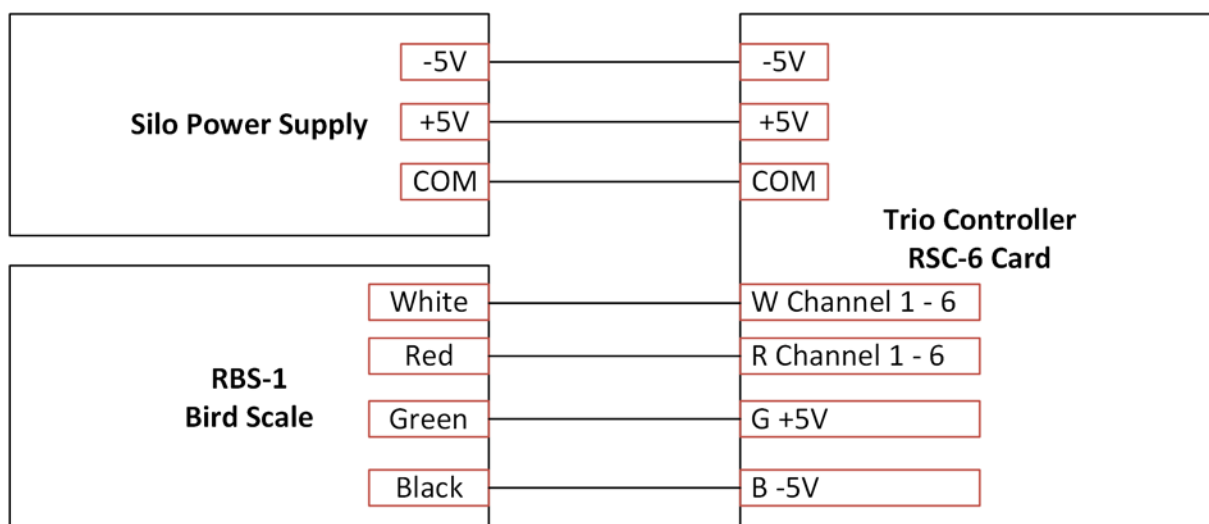 Silo Power Supply
-5V
+5V
COM
-5V
+5V
COM
Trio Controller
RSC-6 Card
RBS-1
Bird Scale
White
Red
Green
Black
W Channel 1 - 6
R Channel 1 - 6
G +5V
B -5V